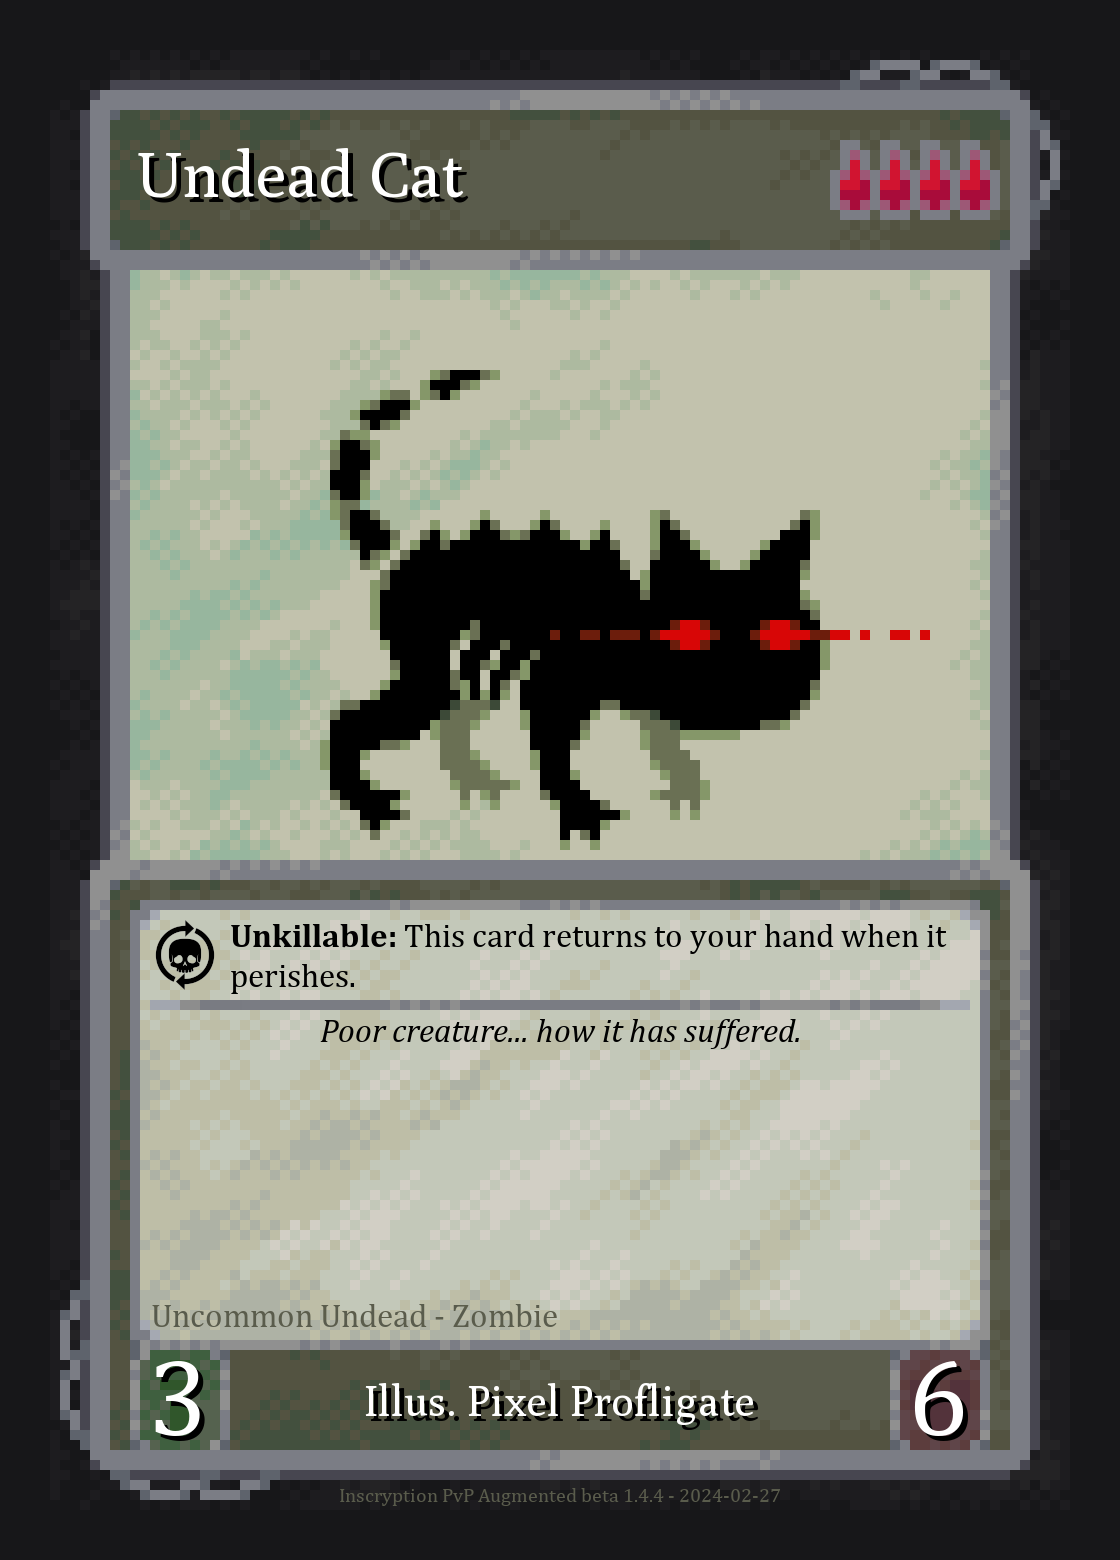 Undead Cat
Unkillable: This card returns to your hand when it
perishes.
Poor creature... how it has suffered.
Uncommon Undead - Zombie
3
Illus. Pixel Profligate
6
Inscryption PvP Augmented beta 1.4.4 - 2024-02-27